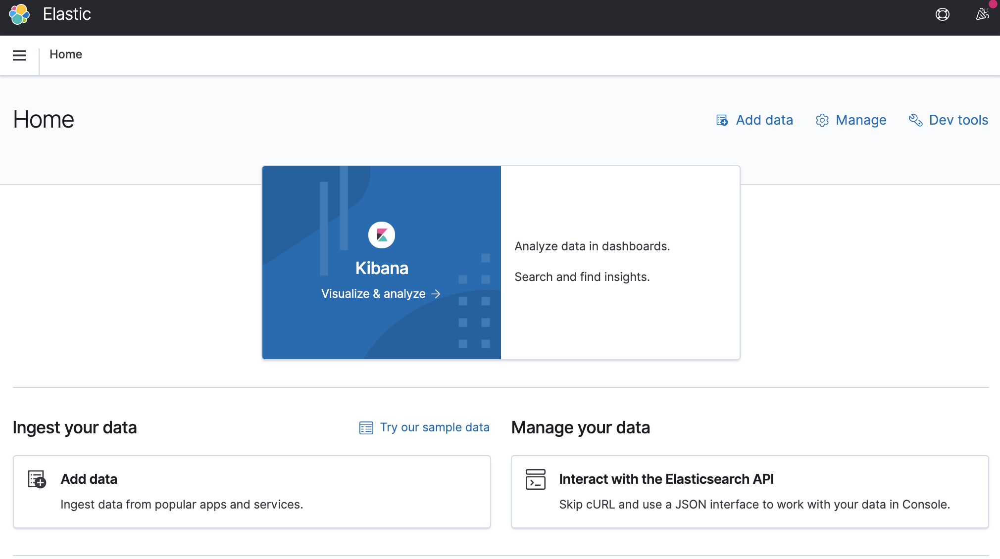 Elastic
Home
Home
Add data
Manage
Dev tools
Kibana
Visualize & analyze →
Analyze data in dashboards.
Search and find insights.
Ingest your data
Try our sample data
Add data
Ingest data from popular apps and services.
Manage your data
Interact with the Elasticsearch API
Skip cURL and use a JSON interface to work with your data in Console.